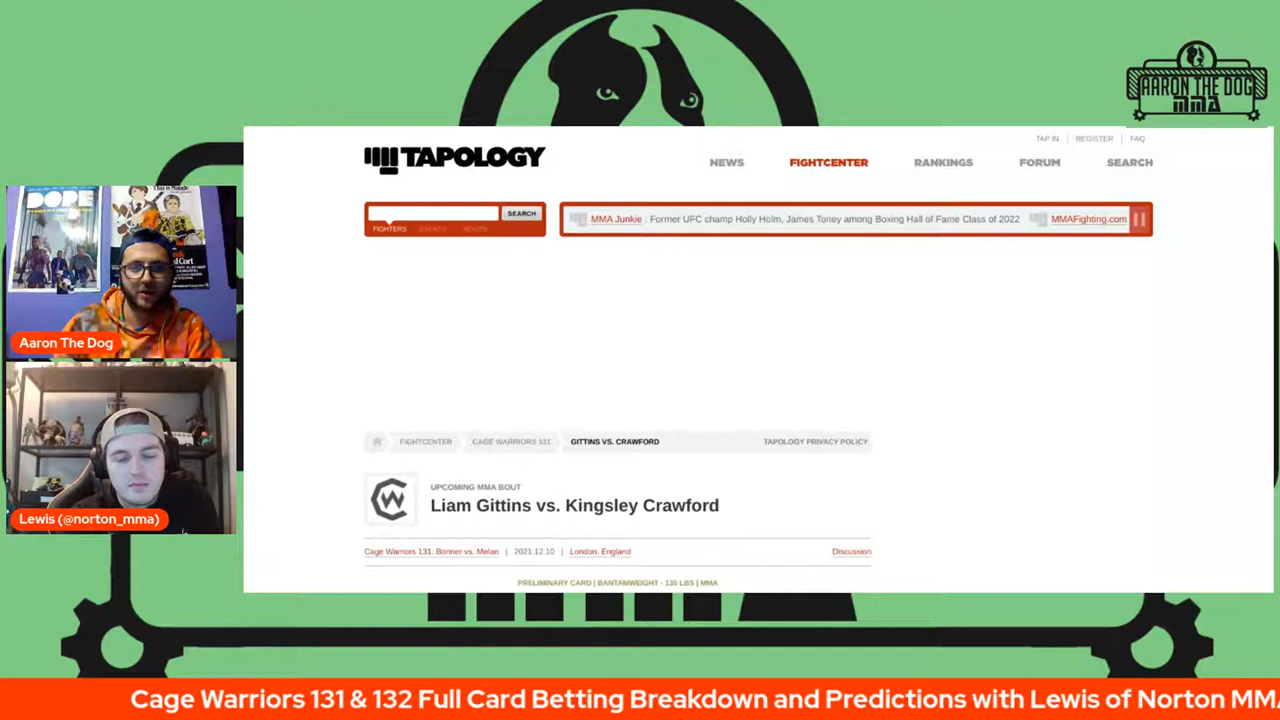 AARON THE DOG
MMA
TAPOLOGY
TAP IN
REGISTER
FAQ
NEWS
FIGHTCENTER
RANKINGS
FORUM
SEARCH
SEARCH
FIGHTERS
EVENTS
BOUTS
MMA Junkie : Former UFC champ Holly Holm, James Toney among Boxing Hall of Fame Class of 2022
MMAFighting.com
DOPE
Aaron The Dog
Lewis (@norton_mma)
FIGHTCENTER
CAGE WARRIORS 131
GITTINS VS. CRAWFORD
TAPOLOGY PRIVACY POLICY
UPCOMING MMA BOUT
Liam Gittins vs. Kingsley Crawford
Cage Warriors 131: Bonner vs. Melan | 2021.12.10 | London, England
Discussion
PRELIMINARY CARD | BANTAMWEIGHT - 135 LBS | MMA
Cage Warriors 131 & 132 Full Card Betting Breakdown and Predictions with Lewis of Norton MMA